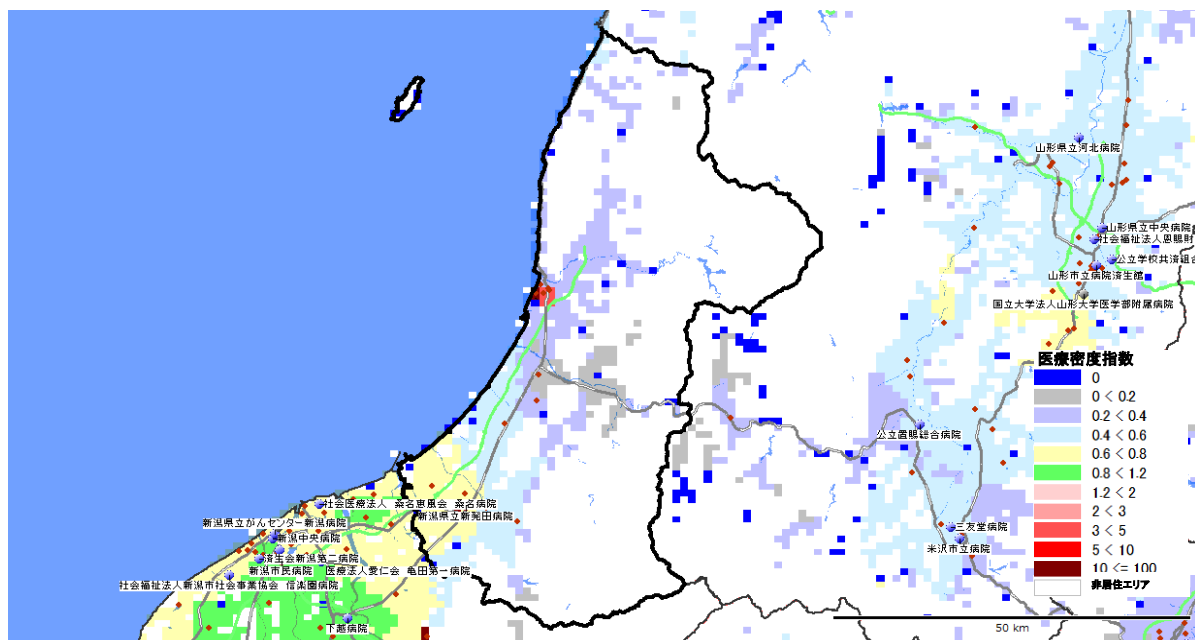 山形県立河北病院
山形県立中央病院
社会福祉法人恩賜財
公立学校共済組合
山形市立病院済生館
国立大学法人山形大学医学部附属病院
医療密度指数
0
0 < 0.2
0.2 < 0.4
0.4 < 0.6
0.6 < 0.8
0.8 < 1.2
1.2 < 2
2 < 3
3 < 5
5 < 10
10 <= 100
非居住エリア
公立置賜総合病院
社会医療法人 桑名恵風会 桑名病院
新潟県立新発田病院
新潟県立がんセンター新潟病院
新潟中央病院
済生会新潟第二病院
新潟市民病院
医療法人愛仁会 亀田第一病院
社会福祉法人新潟市社会事業協会 信楽園病院
下越病院
三友堂病院
米沢市立病院
50 km